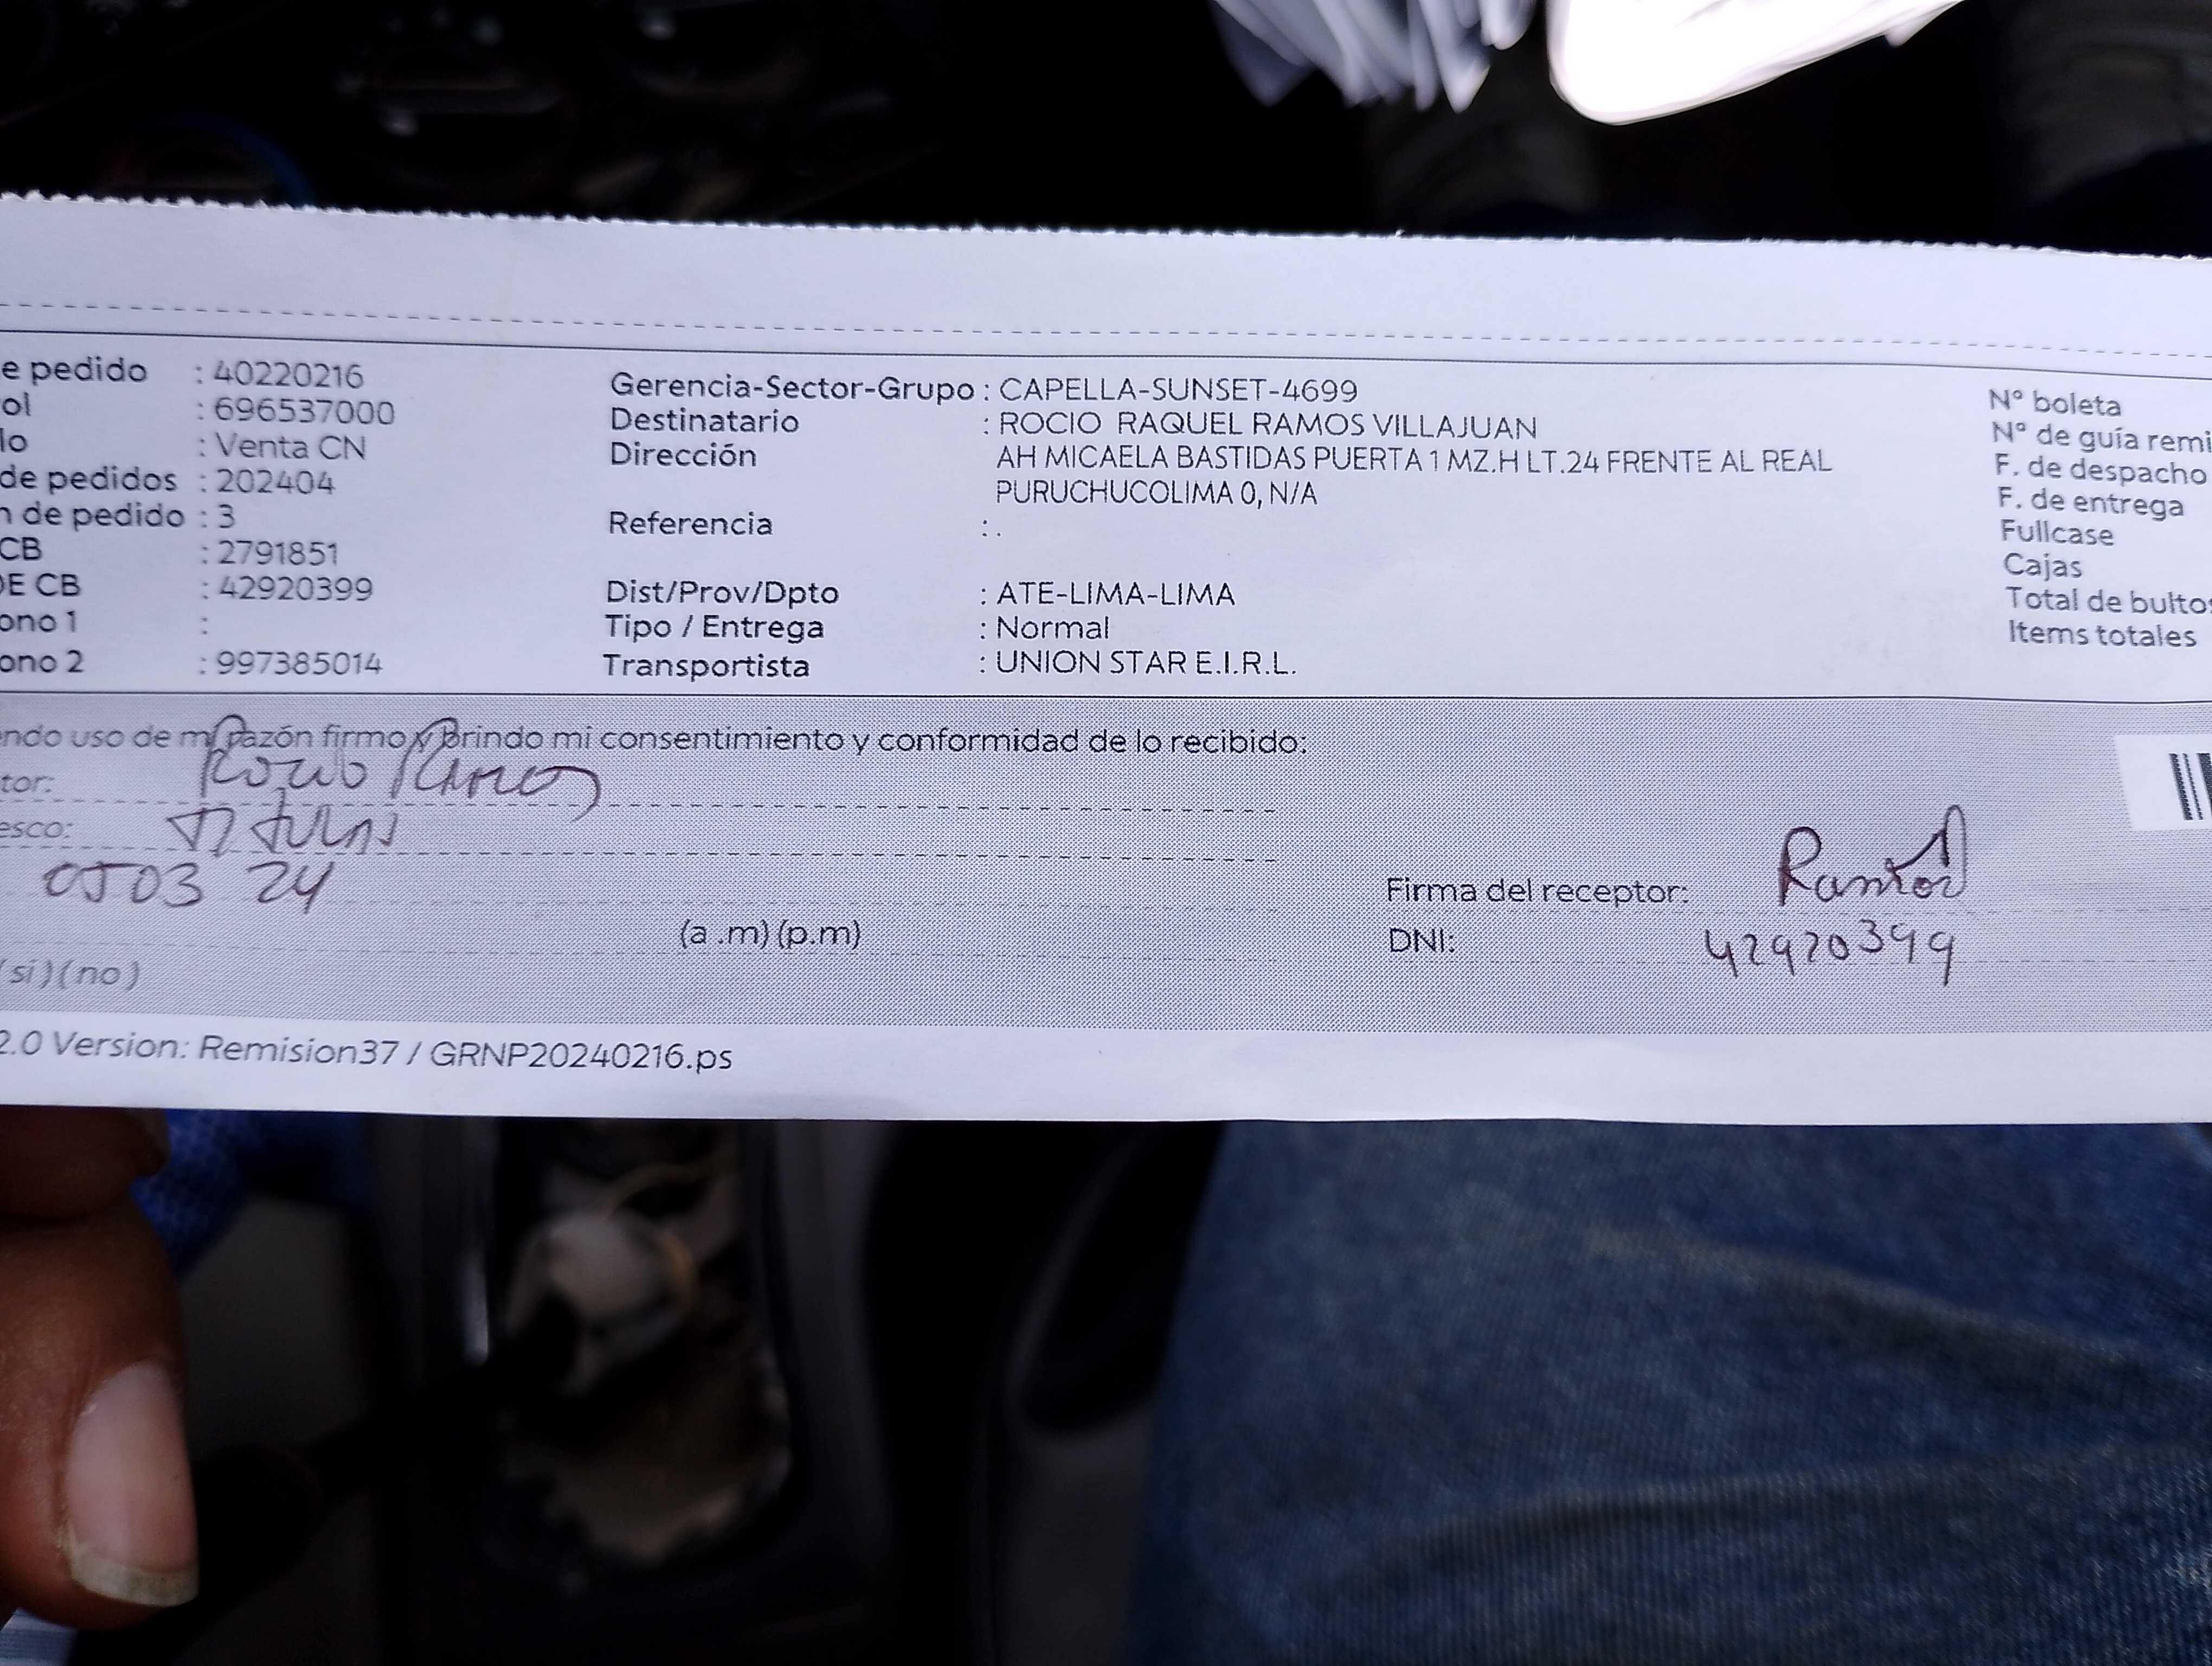 e pedido : 40220216
ol : 696537000
lo : Venta CN
de pedidos : 202404
n de pedido : 3
CB : 2791851
DE CB : 42920399
ono 1 :
ono 2 : 997385014
Gerencia-Sector-Grupo : CAPELLA-SUNSET-4699
Destinatario : ROCIO RAQUEL RAMOS VILLAJUAN
Dirección AH MICAELA BASTIDAS PUERTA 1 MZ.H LT.24 FRENTE AL REAL
PURUCHUCOLIMA 0, N/A
Referencia : .
Dist/Prov/Dpto : ATE-LIMA-LIMA
Tipo / Entrega : Normal
Transportista : UNION STAR E.I.R.L.
N° boleta
N° de guía remi
F. de despacho
F. de entrega
Fullcase
Cajas
Total de bultos
Items totales
ndo uso de mi razón firmo y brindo mi consentimiento y conformidad de lo recibido:
tor: Rocio Ramos
esco: TITULAR
05 03 24
(a .m) (p.m)
(si) (no)
Firma del receptor: Ramos
DNI: 42920399
2.0 Version: Remision37 / GRNP20240216.ps